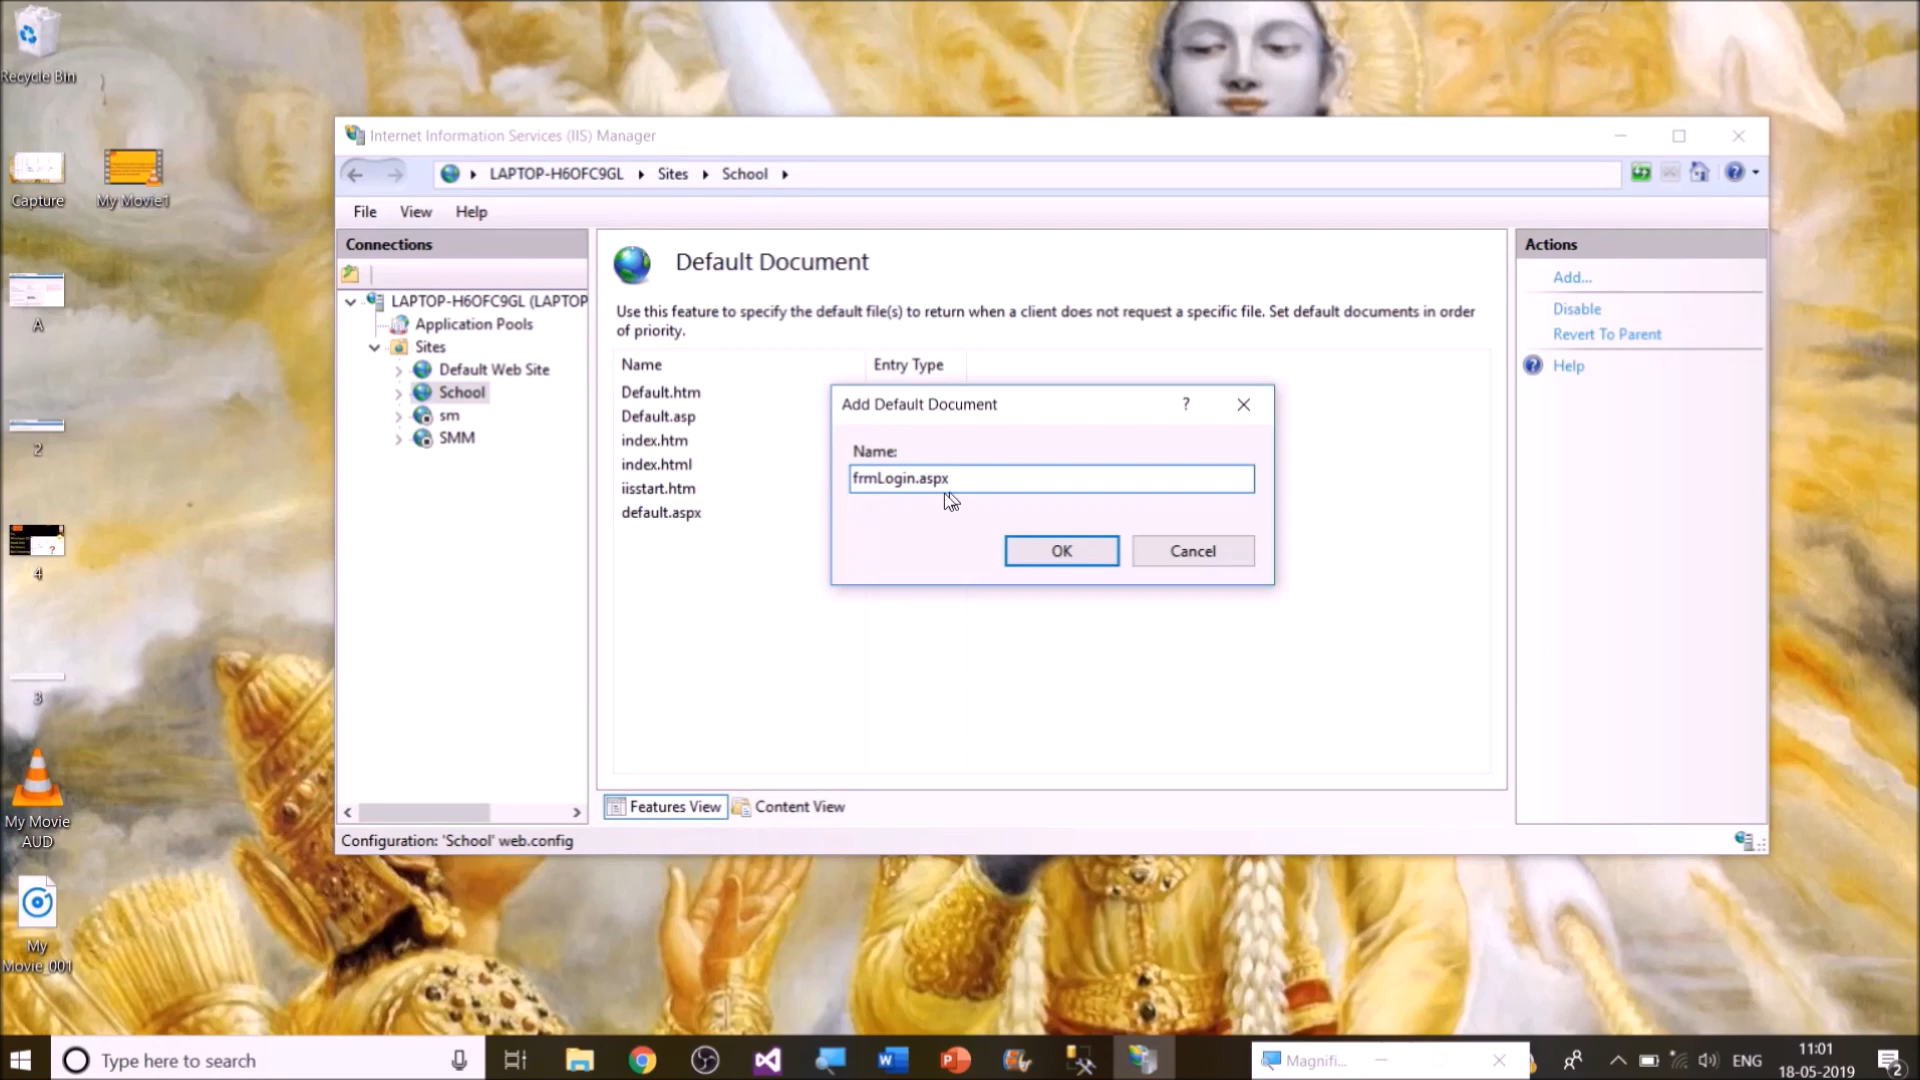 Recycle Bin
Capture
My Movie1
A
2
4
3
My Movie
AUD
My
Movie_001
Internet Information Services (IIS) Manager
LAPTOP-H6OFC9GL
Sites
School
File
View
Help
Connections
LAPTOP-H6OFC9GL (LAPTOP
Application Pools
Sites
Default Web Site
School
sm
SMM
Default Document
Use this feature to specify the default file(s) to return when a client does not request a specific file. Set default documents in order
of priority.
Name
Entry Type
Default.htm
Default.asp
index.htm
index.html
iisstart.htm
default.aspx
Add Default Document
?
Name:
frmLogin.aspx
OK
Cancel
Actions
Add...
Disable
Revert To Parent
Help
Features View
Content View
Configuration: 'School' web.config
Type here to search
Magnifi...
ENG
11:01
18-05-2019
2